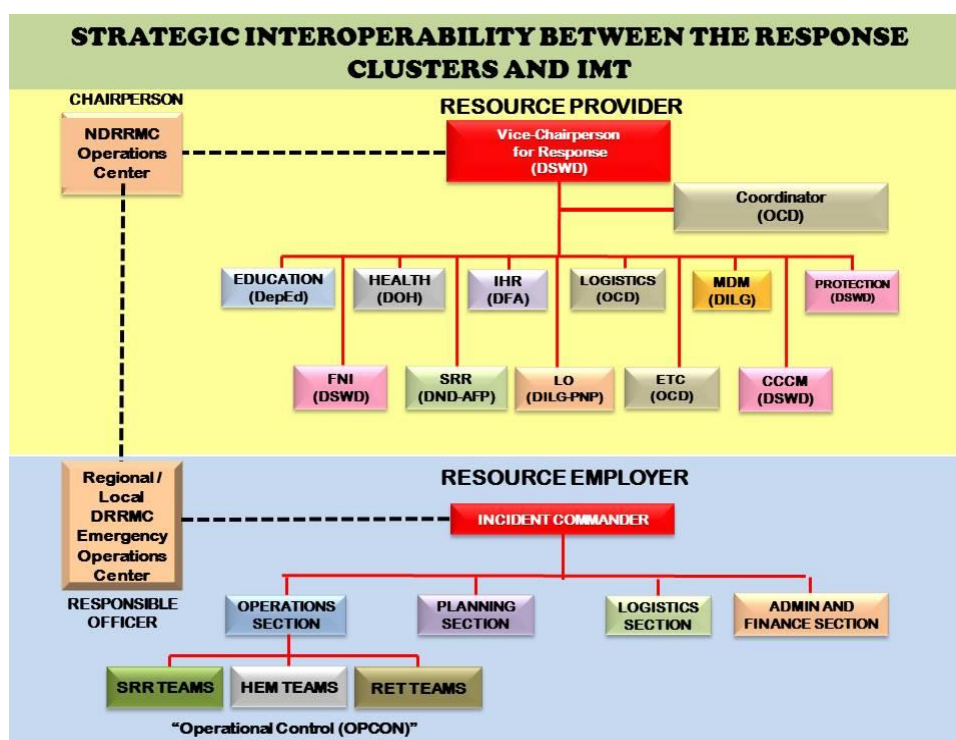 STRATEGIC INTEROPERABILITY BETWEEN THE RESPONSE
CLUSTERS AND IMT
CHAIRPERSON
NDRRMC
Operations
Center
RESOURCE PROVIDER
Vice-Chairperson
for Response
(DSWD)
Coordinator
(OCD)
EDUCATION
(DepEd)
HEALTH
(DOH)
IHR
(DFA)
LOGISTICS
(OCD)
MDM
(DILG)
PROTECTION
(DSWD)
FNI
(DSWD)
SRR
(DND-AFP)
LO
(DILG-PNP)
ETC
(OCD)
CCCM
(DSWD)
Regional /
Local
DRRMC
Emergency
Operations
Center
RESPONSIBLE
OFFICER
RESOURCE EMPLOYER
INCIDENT COMMANDER
OPERATIONS
SECTION
PLANNING
SECTION
LOGISTICS
SECTION
ADMIN AND
FINANCE SECTION
SRR TEAMS
HEM TEAMS
RET TEAMS
“Operational Control (OPCON)”